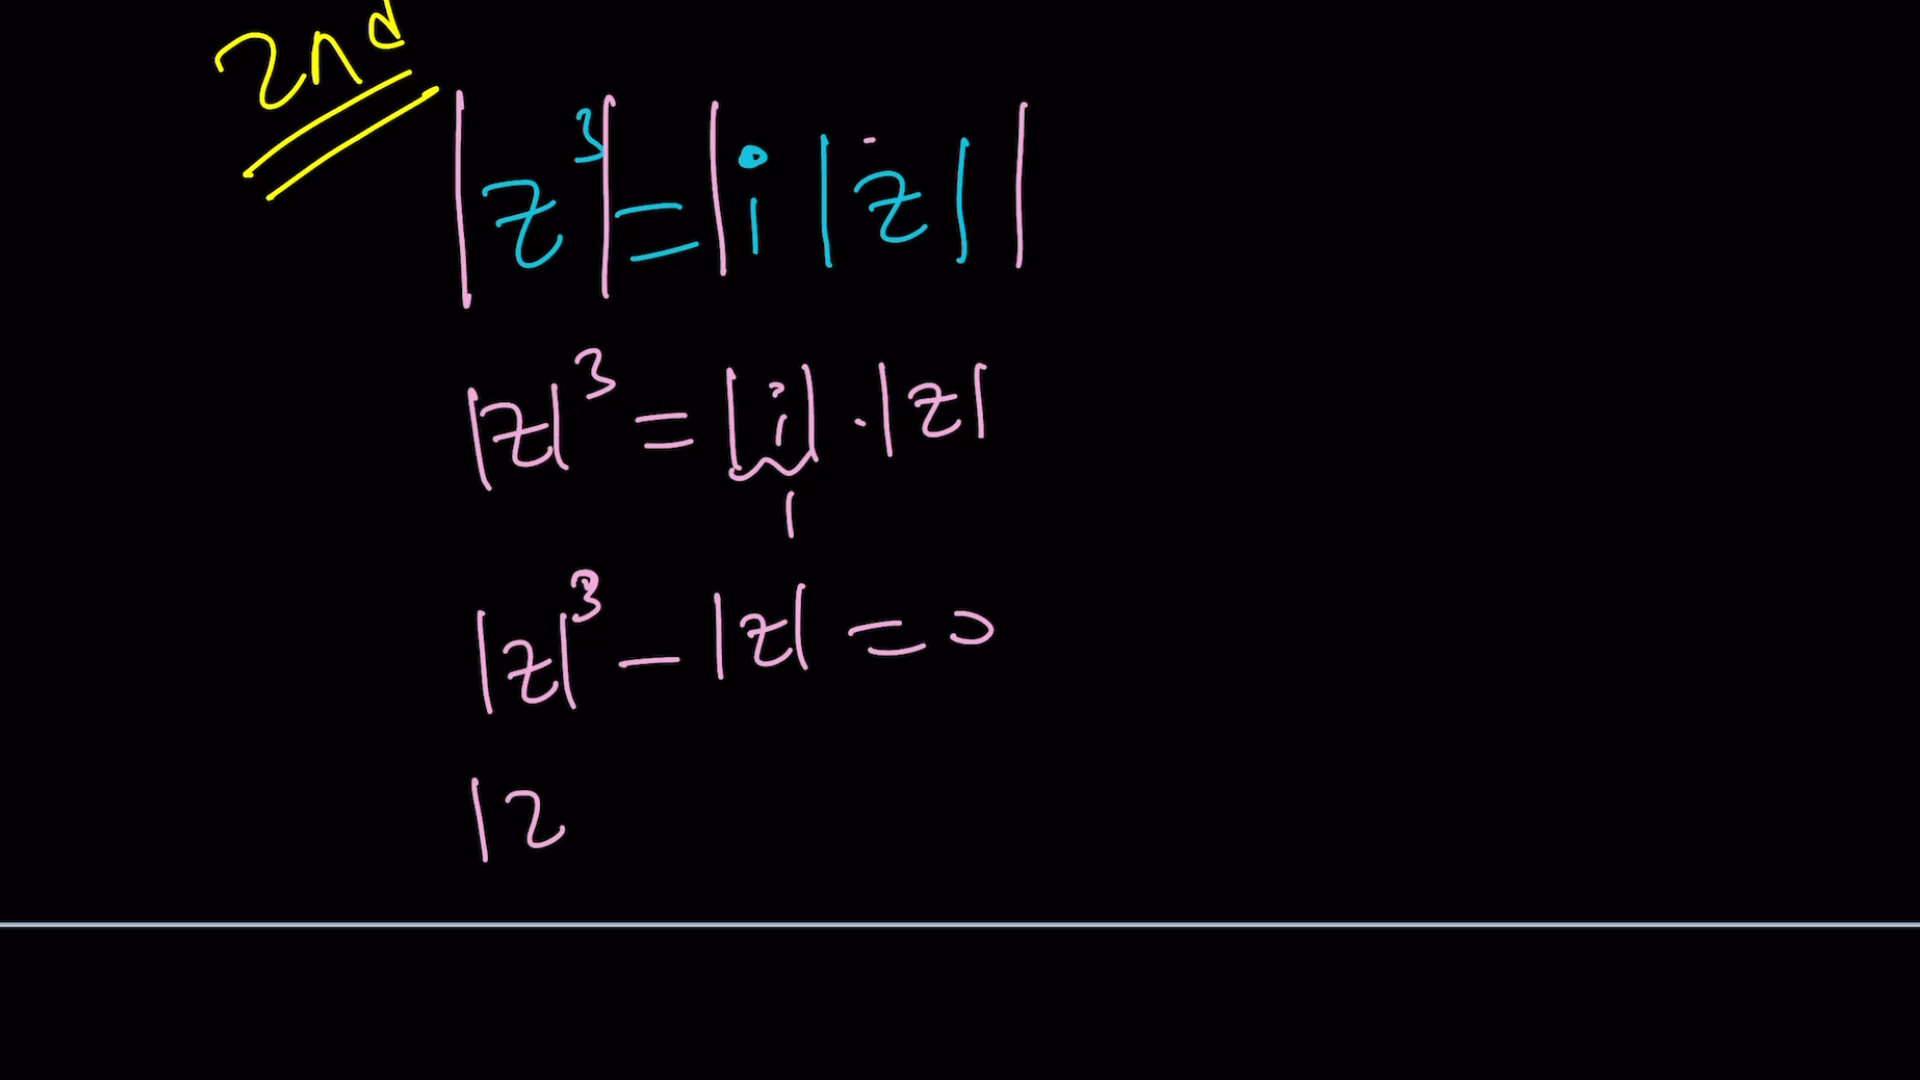 2nd
|z³| = |i|z||
|z|³ = |i| · |z|
1
|z|³ - |z| = 0
|z